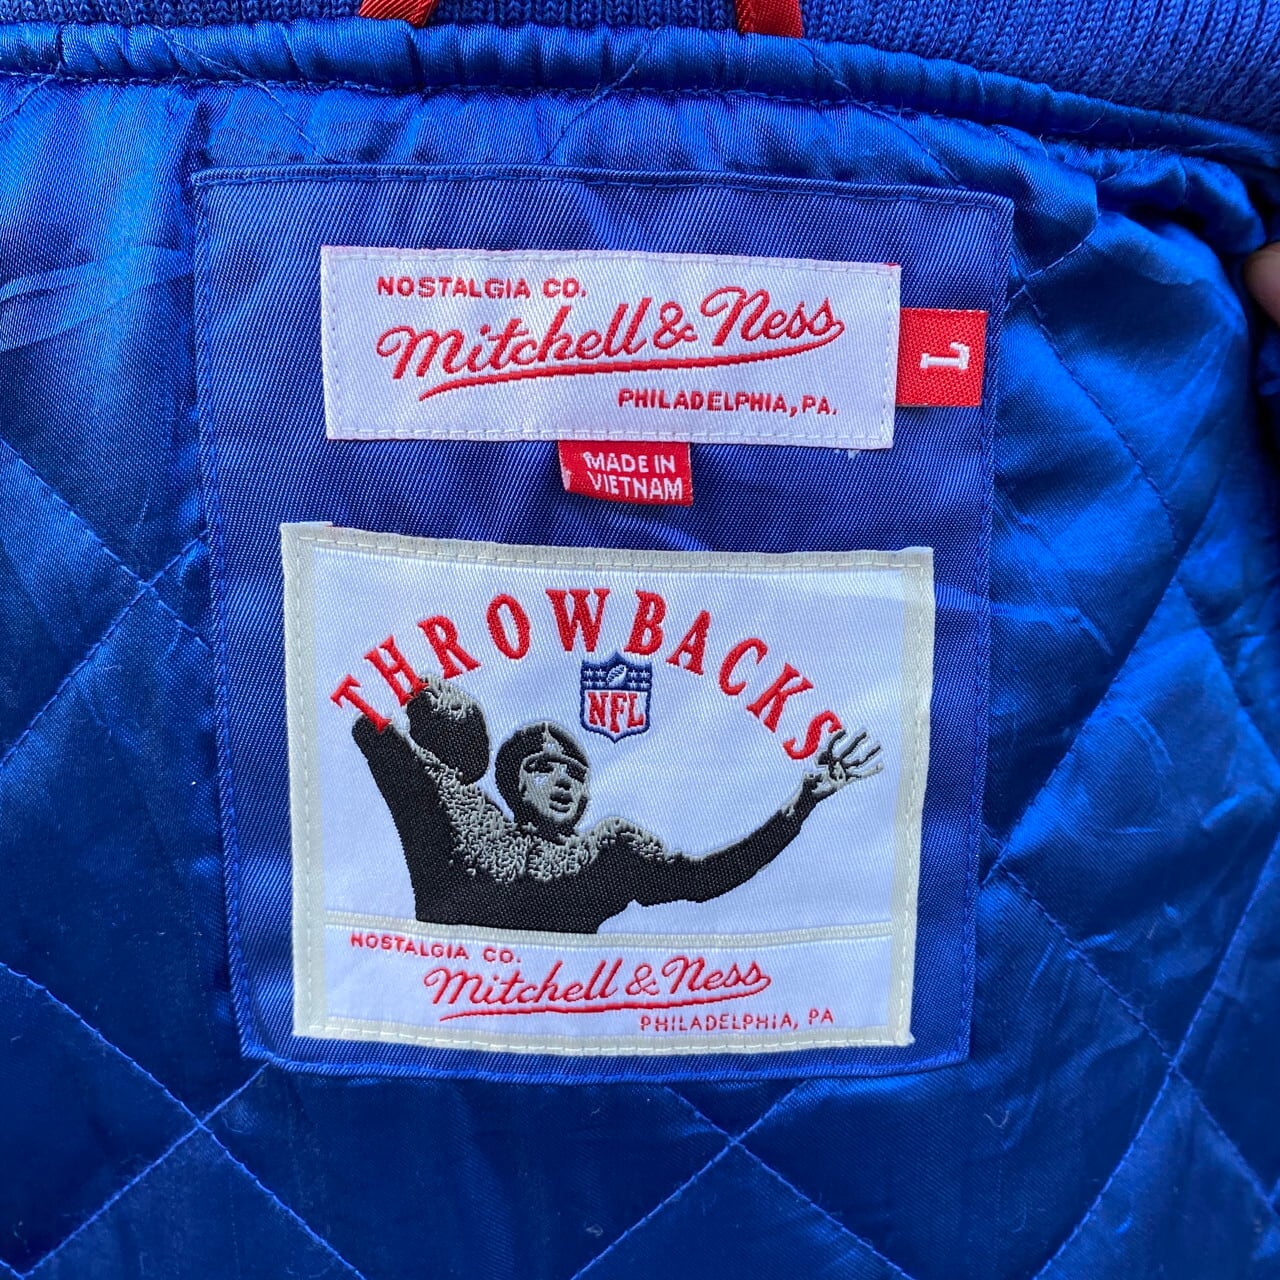 NOSTALGIA CO.
Mitchell & Ness
PHILADELPHIA, PA.
L
MADE IN
VIETNAM
THROWBACKS
NFL
NOSTALGIA CO.
Mitchell & Ness
PHILADELPHIA, PA